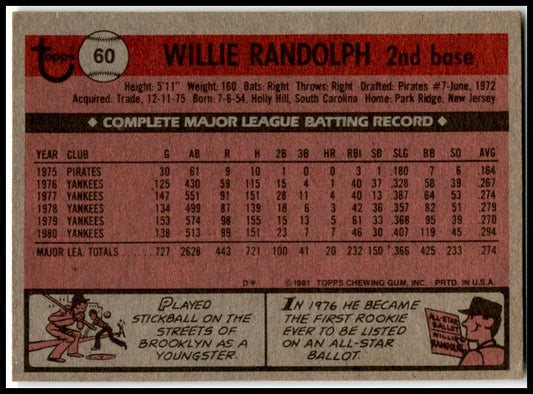 topps 60 WILLIE RANDOLPH 2nd base
Height: 5'11" Weight: 160 Bats: Right Throws: Right Drafted: Pirates #7-June, 1972
Acquired: Trade, 12-11-75 Born: 7-6-54, Holly Hill, South Carolina Home: Park Ridge, New Jersey
◆ COMPLETE MAJOR LEAGUE BATTING RECORD ◆
YEAR CLUB G AB R H 2B 3B HR RBI SB SLG BB SO AVG
1975 PIRATES 30 61 9 10 1 0 0 3 1 .180 7 6 .164
1976 YANKEES 125 430 59 115 15 4 1 40 37 .328 58 39 .267
1977 YANKEES 147 551 91 151 28 11 4 40 13 .387 64 53 .274
1978 YANKEES 134 499 87 139 18 6 3 42 36 .357 82 51 .279
1979 YANKEES 153 574 98 155 15 13 5 61 33 .368 95 39 .270
1980 YANKEES 138 513 99 151 23 7 7 46 30 .407 119 45 .294
MAJOR LEA. TOTALS 727 2628 443 721 100 41 20 232 150 .366 425 233 .274
D* ©1981 TOPPS CHEWING GUM, INC. PRTD. IN U.S.A.
PLAYED
STICKBALL ON THE
STREETS OF
BROOKLYN AS A
YOUNGSTER.
IN 1976 HE BECAME
THE FIRST ROOKIE
EVER TO BE LISTED
ON AN ALL-STAR
BALLOT.
ALL-STAR
BALLOT
WILLIE
RANDOLPH